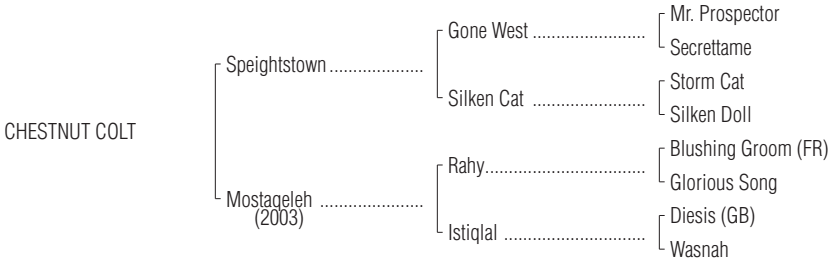 CHESTNUT COLT
Speightstown
Gone West
Mr. Prospector
Secrettame
Silken Cat
Storm Cat
Silken Doll
Mostaqeleh
(2003)
Rahy
Blushing Groom (FR)
Glorious Song
Istiqlal
Diesis (GB)
Wasnah